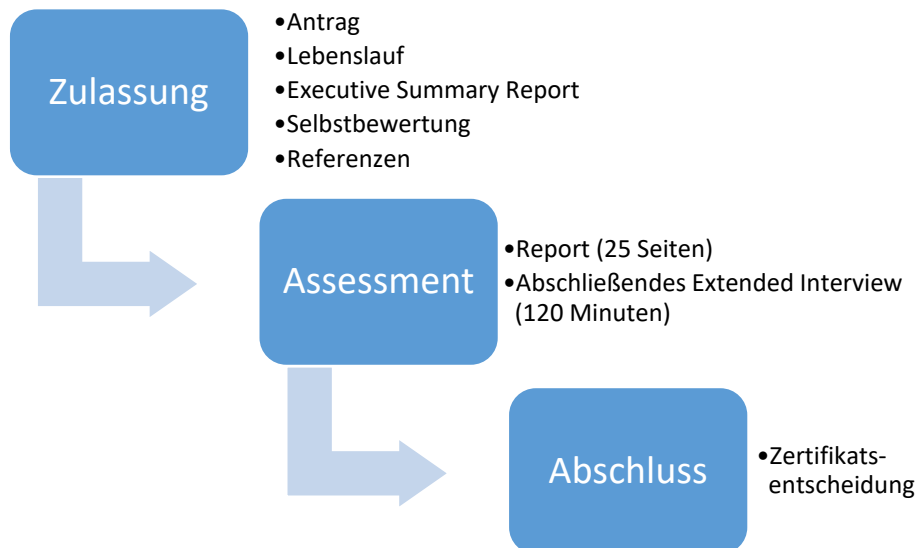 Zulassung
•Antrag
•Lebenslauf
•Executive Summary Report
•Selbstbewertung
•Referenzen
Assessment
•Report (25 Seiten)
•Abschließendes Extended Interview
(120 Minuten)
Abschluss
•Zertifikats-
entscheidung